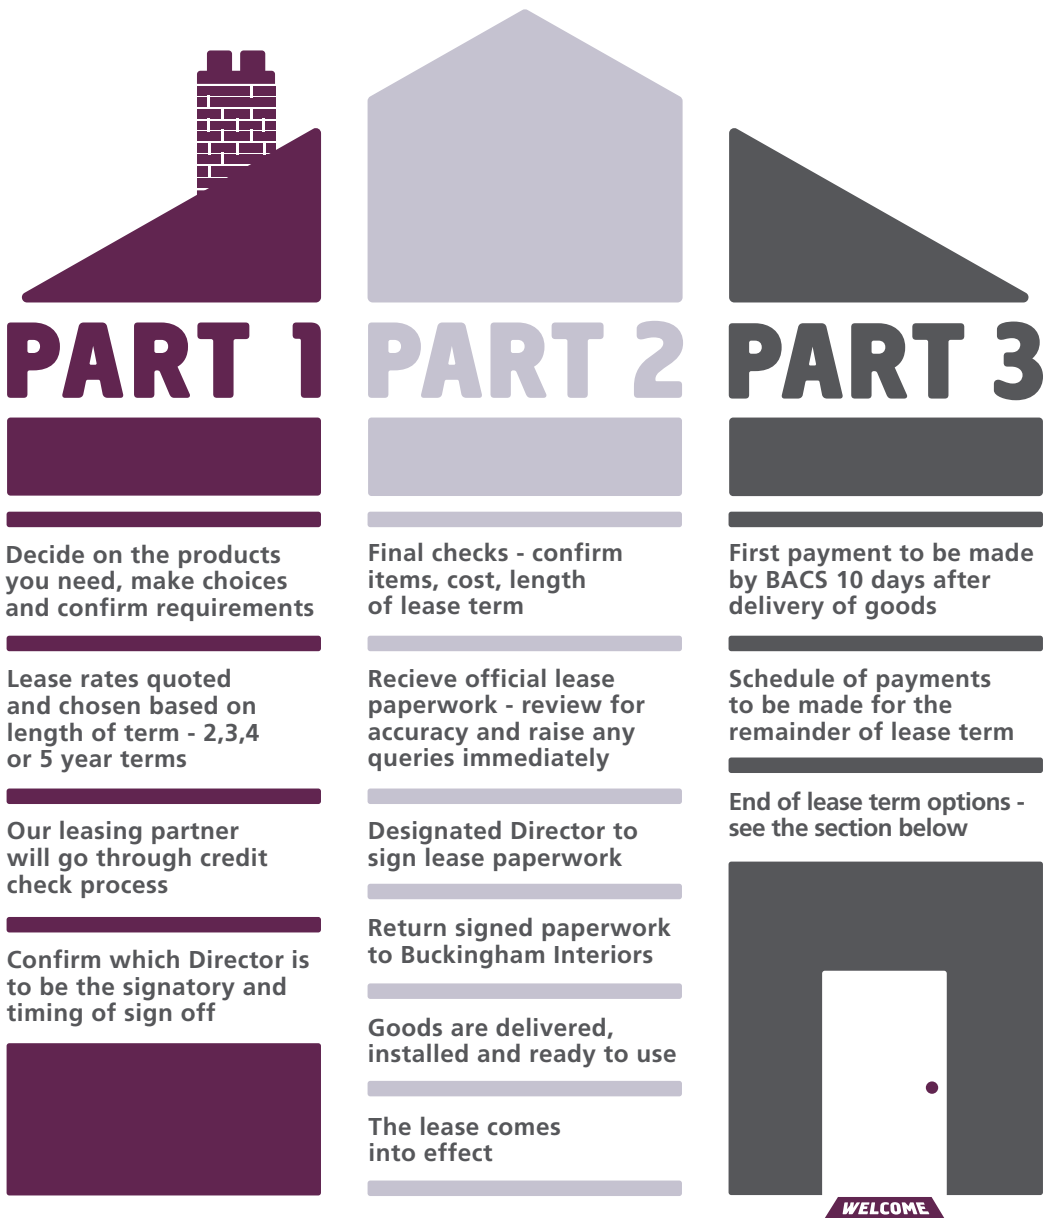 PART 1
Decide on the products
you need, make choices
and confirm requirements
Lease rates quoted
and chosen based on
length of term - 2,3,4
or 5 year terms
Our leasing partner
will go through credit
check process
Confirm which Director is
to be the signatory and
timing of sign off
PART 2
Final checks - confirm
items, cost, length
of lease term
Recieve official lease
paperwork - review for
accuracy and raise any
queries immediately
Designated Director to
sign lease paperwork
Return signed paperwork
to Buckingham Interiors
Goods are delivered,
installed and ready to use
The lease comes
into effect
PART 3
First payment to be made
by BACS 10 days after
delivery of goods
Schedule of payments
to be made for the
remainder of lease term
End of lease term options -
see the section below
WELCOME